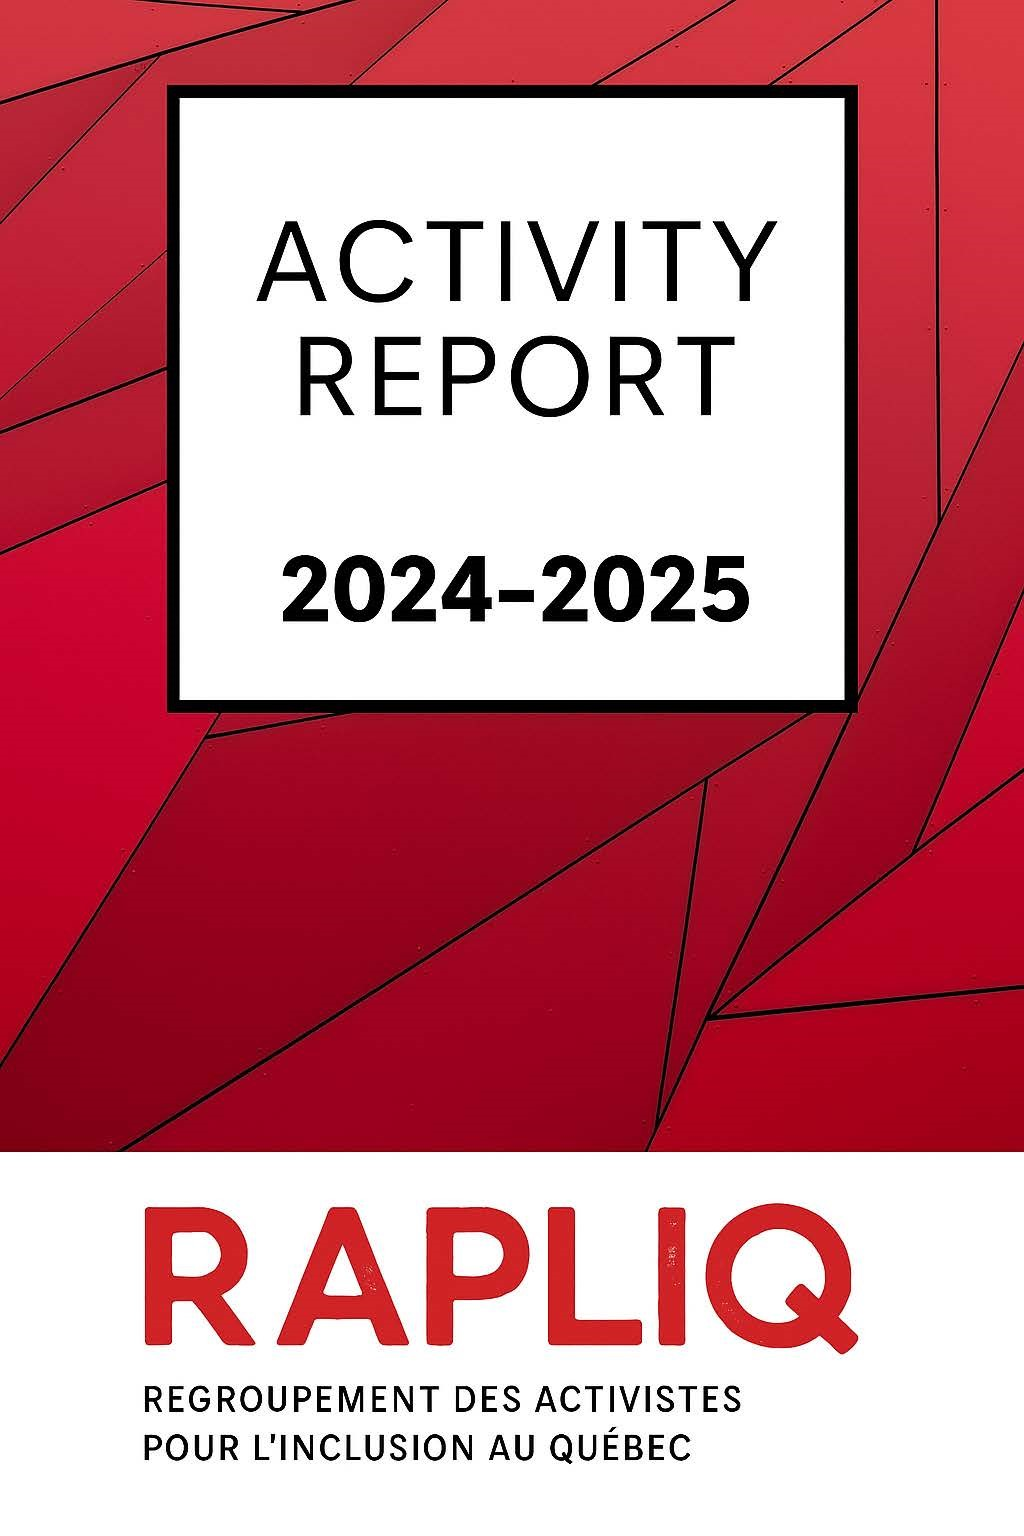 ACTIVITY
REPORT
2024-2025
RAPLIQ
REGROUPEMENT DES ACTIVISTES
POUR L'INCLUSION AU QUÉBEC